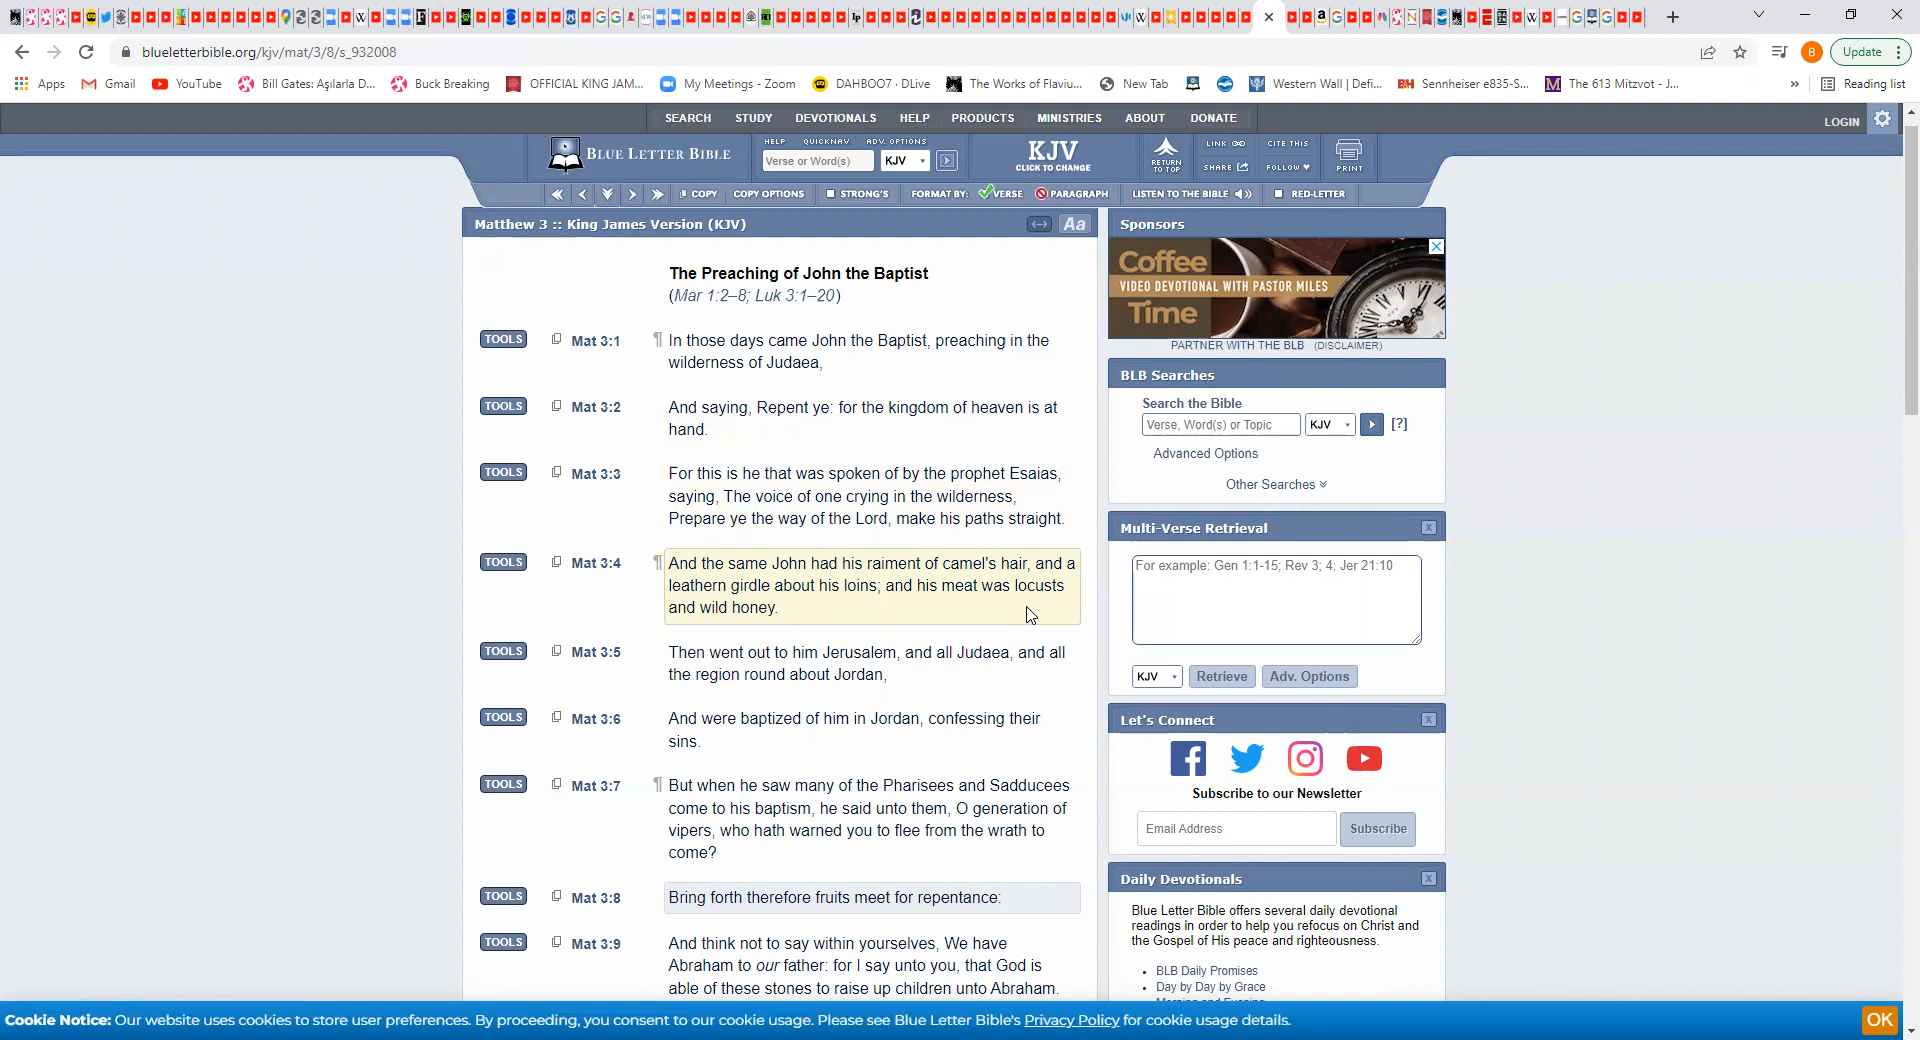 blueletterbible.org/kjv/mat/3/8/s_932008
B
Update
Apps
Gmail
YouTube
Bill Gates: Aşılarla D...
Buck Breaking
OFFICIAL KING JAM...
My Meetings - Zoom
DAHBOO7 · DLive
The Works of Flaviu...
New Tab
Western Wall | Defi...
Sennheiser e835-S...
The 613 Mitzvot - J...
»
Reading list
SEARCH STUDY DEVOTIONALS HELP PRODUCTS MINISTRIES ABOUT DONATE
LOGIN
BLUE LETTER BIBLE
HELP QUICKNAV ADV. OPTIONS
Verse or Word(s)
KJV
KJV
CLICK TO CHANGE
RETURN
TO TOP
LINK
SHARE
CITE THIS
FOLLOW
PRINT
COPY COPY OPTIONS STRONG'S FORMAT BY: VERSE PARAGRAPH LISTEN TO THE BIBLE RED-LETTER
Matthew 3 :: King James Version (KJV)
Aa
The Preaching of John the Baptist
(Mar 1:2–8; Luk 3:1–20)
TOOLS Mat 3:1 ¶ In those days came John the Baptist, preaching in the
wilderness of Judaea,
TOOLS Mat 3:2 And saying, Repent ye: for the kingdom of heaven is at
hand.
TOOLS Mat 3:3 For this is he that was spoken of by the prophet Esaias,
saying, The voice of one crying in the wilderness,
Prepare ye the way of the Lord, make his paths straight.
TOOLS Mat 3:4 ¶ And the same John had his raiment of camel's hair, and a
leathern girdle about his loins; and his meat was locusts
and wild honey.
TOOLS Mat 3:5 Then went out to him Jerusalem, and all Judaea, and all
the region round about Jordan,
TOOLS Mat 3:6 And were baptized of him in Jordan, confessing their
sins.
TOOLS Mat 3:7 ¶ But when he saw many of the Pharisees and Sadducees
come to his baptism, he said unto them, O generation of
vipers, who hath warned you to flee from the wrath to
come?
TOOLS Mat 3:8 Bring forth therefore fruits meet for repentance:
TOOLS Mat 3:9 And think not to say within yourselves, We have
Abraham to our father: for I say unto you, that God is
able of these stones to raise up children unto Abraham.
Sponsors
Coffee
VIDEO DEVOTIONAL WITH PASTOR MILES
Time
PARTNER WITH THE BLB (DISCLAIMER)
BLB Searches
Search the Bible
Verse, Word(s) or Topic
KJV
[?]
Advanced Options
Other Searches
Multi-Verse Retrieval
x
For example: Gen 1:1-15; Rev 3; 4; Jer 21:10
KJV
Retrieve
Adv. Options
Let's Connect
x
Subscribe to our Newsletter
Email Address
Subscribe
Daily Devotionals
x
Blue Letter Bible offers several daily devotional
readings in order to help you refocus on Christ and
the Gospel of His peace and righteousness.
• BLB Daily Promises
• Day by Day by Grace
Cookie Notice: Our website uses cookies to store user preferences. By proceeding, you consent to our cookie usage. Please see Blue Letter Bible's Privacy Policy for cookie usage details.
OK